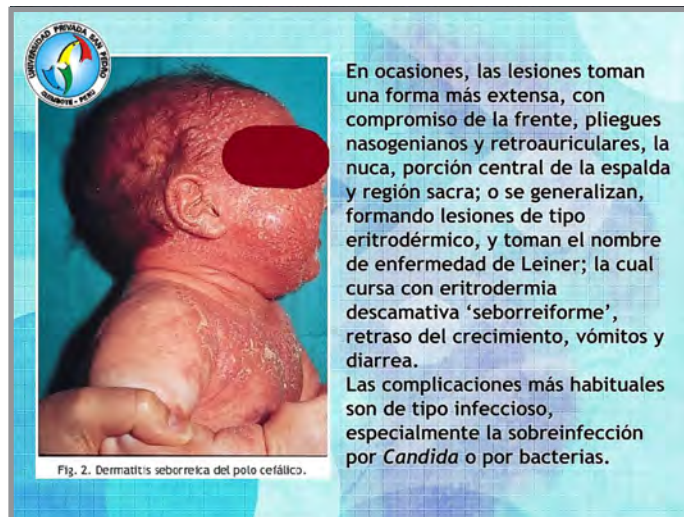 UNIVERSIDAD PRIVADA SAN PEDRO
CHIMBOTE - PERU
En ocasiones, las lesiones toman
una forma más extensa, con
compromiso de la frente, pliegues
nasogenianos y retroauriculares, la
nuca, porción central de la espalda
y región sacra; o se generalizan,
formando lesiones de tipo
eritrodérmico, y toman el nombre
de enfermedad de Leiner; la cual
cursa con eritrodermia
descamativa ‘seborreiforme’,
retraso del crecimiento, vómitos y
diarrea.
Las complicaciones más habituales
son de tipo infeccioso,
especialmente la sobreinfección
por Candida o por bacterias.
Fig. 2. Dermatitis seborreica del polo cefálico.